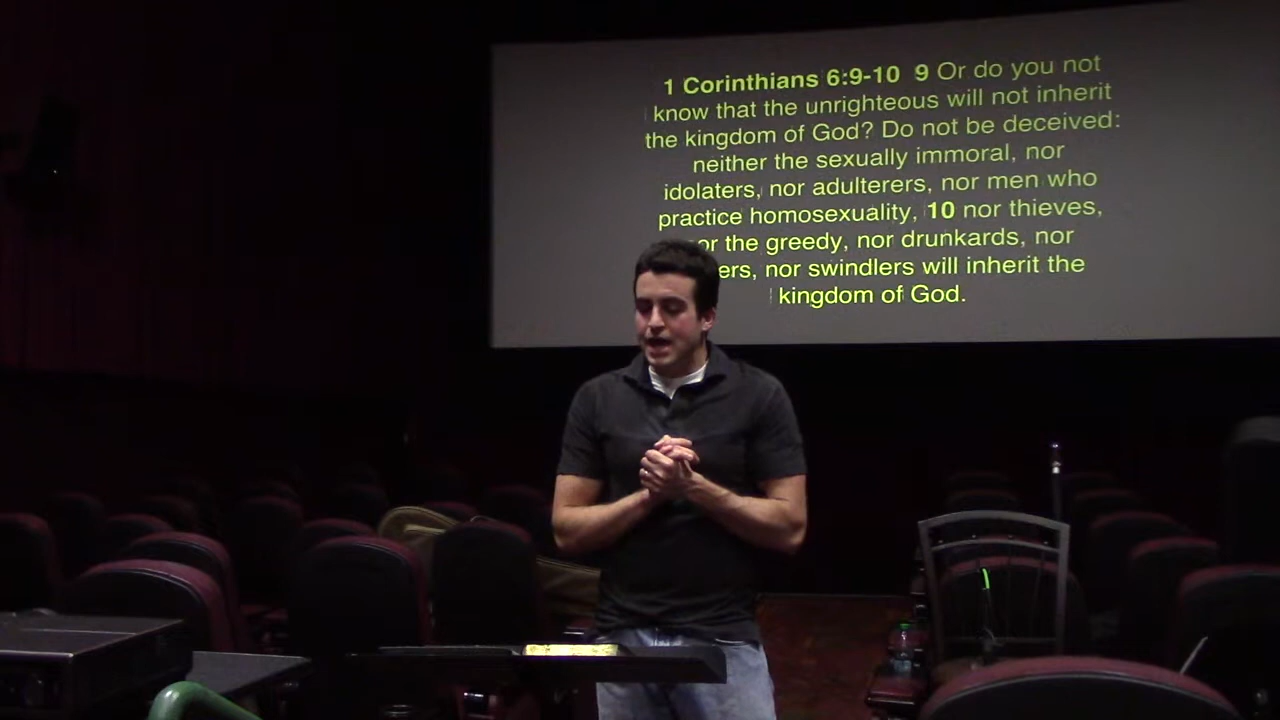 1 Corinthians 6:9-10 9 Or do you not
know that the unrighteous will not inherit
the kingdom of God? Do not be deceived:
neither the sexually immoral, nor
idolaters, nor adulterers, nor men who
practice homosexuality, 10 nor thieves,
the greedy, nor drunkards, nor
nor swindlers will inherit the
kingdom of God.